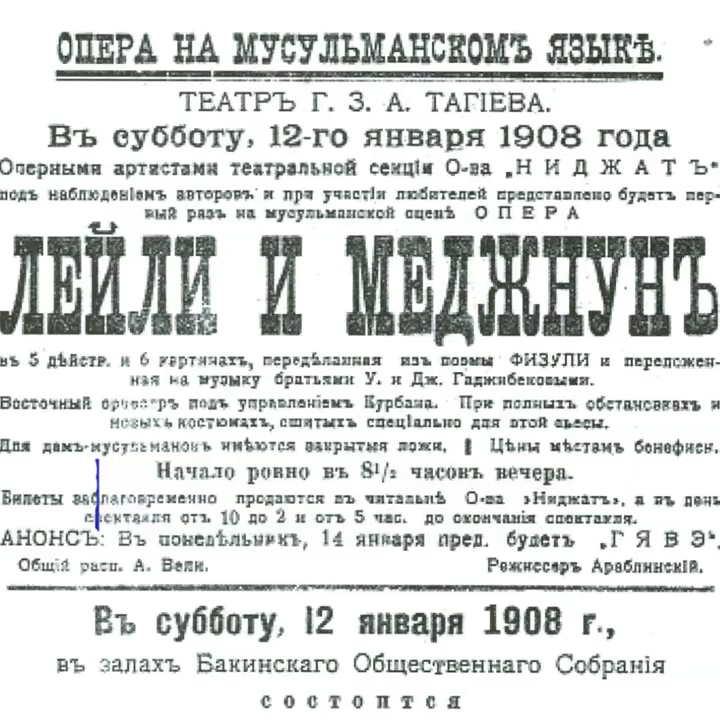 ОПЕРА НА МУСУЛЬМАНСКОМЪ ЯЗЫКѢ.
ТЕАТРЪ Г. З. А. ТАГІЕВА.
Въ субботу, 12-го января 1908 года
Оперными артистами театральной секціи О-ва „НИДЖАТЪ“,
подъ наблюденіемъ авторовъ и при участіи любителей представлено будетъ пер-
вый разъ на мусульманской сценѣ ОПЕРА
ЛЕЙЛИ И МЕДЖНУНЪ
въ 5 дѣйств. и 6 картинахъ, передѣланная изъ поэмы ФИЗУЛИ и переложен-
ная на музыку братьями У. и Дж. Гаджибековыми.
Восточный оркестръ подъ управленіемъ Курбана. При полныхъ обстановкахъ и
новыхъ костюмахъ, сшитыхъ спеціально для этой пьесы.
Для дамъ-мусульманокъ имѣются закрытыя ложи. Цѣны мѣстамъ бенефисн.
Начало ровно въ 8½ часовъ вечера.
Билеты заблаговременно продаются въ читальнѣ О-ва »Ниджатъ«, а въ день
спектакля отъ 10 до 2 и отъ 5 час. до окончанія спектакля.
АНОНСЪ: Въ понедѣльникъ, 14 января пред. будетъ „ГЯВЭ“.
Общій расп. А. Вели. Режиссеръ Араблинскій.
Въ субботу, 12 января 1908 г.,
въ залахъ Бакинскаго Общественнаго Собранія
состоится